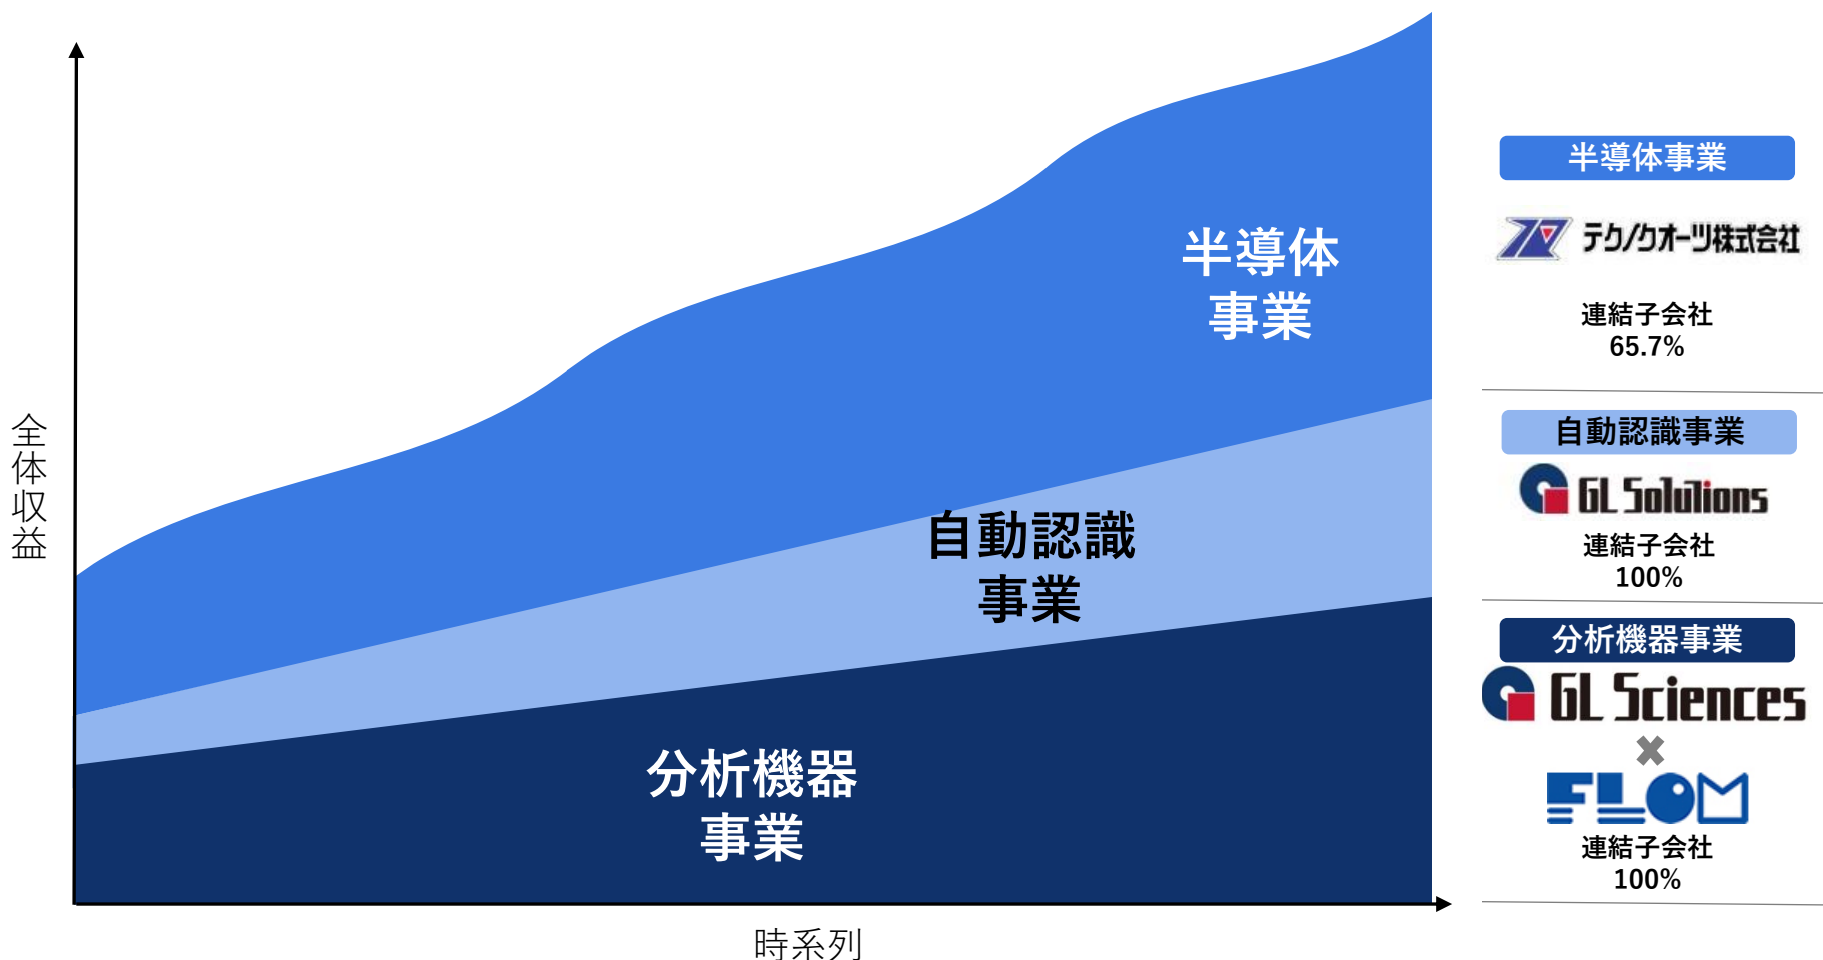 全体収益
半導体
事業
自動認識
事業
分析機器
事業
時系列
半導体事業
テクノクオーツ株式会社
連結子会社
65.7%
自動認識事業
GL Solutions
連結子会社
100%
分析機器事業
GL Sciences
×
FLOM
連結子会社
100%